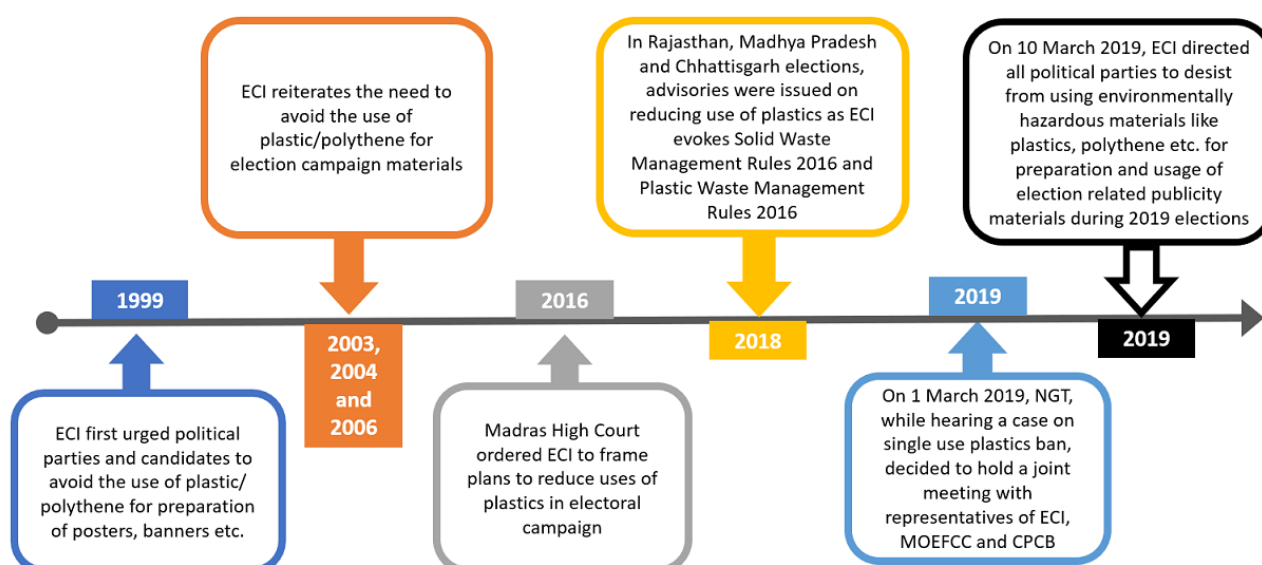 ECI reiterates the need to
avoid the use of
plastic/polythene for
election campaign materials
In Rajasthan, Madhya Pradesh
and Chhattisgarh elections,
advisories were issued on
reducing use of plastics as ECI
evokes Solid Waste
Management Rules 2016 and
Plastic Waste Management
Rules 2016
On 10 March 2019, ECI directed
all political parties to desist
from using environmentally
hazardous materials like
plastics, polythene etc. for
preparation and usage of
election related publicity
materials during 2019 elections
1999
2016
2019
2003,
2004
and
2006
2018
2019
ECI first urged political
parties and candidates to
avoid the use of plastic/
polythene for preparation
of posters, banners etc.
Madras High Court
ordered ECI to frame
plans to reduce uses of
plastics in electoral
campaign
On 1 March 2019, NGT,
while hearing a case on
single use plastics ban,
decided to hold a joint
meeting with
representatives of ECI,
MOEFCC and CPCB